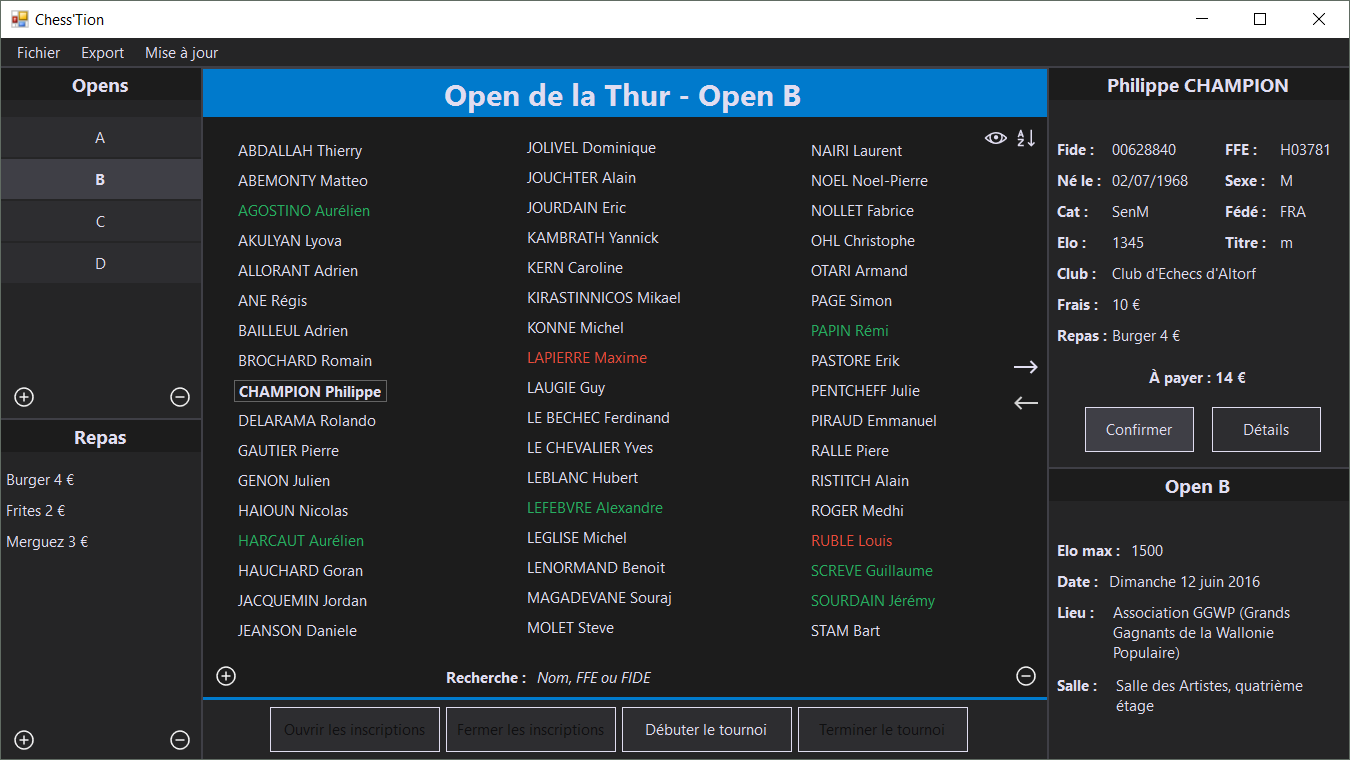 Chess'Tion
Fichier Export Mise à jour
Opens
A
B
C
D
Repas
Burger 4 €
Frites 2 €
Merguez 3 €
Open de la Thur - Open B
ABDALLAH Thierry
ABEMONTY Matteo
AGOSTINO Aurélien
AKULYAN Lyova
ALLORANT Adrien
ANE Régis
BAILLEUL Adrien
BROCHARD Romain
CHAMPION Philippe
DELARAMA Rolando
GAUTIER Pierre
GENON Julien
HAIOUN Nicolas
HARCAUT Aurélien
HAUCHARD Goran
JACQUEMIN Jordan
JEANSON Daniele
JOLIVEL Dominique
JOUCHTER Alain
JOURDAIN Eric
KAMBRATH Yannick
KERN Caroline
KIRASTINNICOS Mikael
KONNE Michel
LAPIERRE Maxime
LAUGIE Guy
LE BECHEC Ferdinand
LE CHEVALIER Yves
LEBLANC Hubert
LEFEBVRE Alexandre
LEGLISE Michel
LENORMAND Benoit
MAGADEVANE Souraj
MOLET Steve
A
Z
NAIRI Laurent
NOEL Noel-Pierre
NOLLET Fabrice
OHL Christophe
OTARI Armand
PAGE Simon
PAPIN Rémi
PASTORE Erik
PENTCHEFF Julie
PIRAUD Emmanuel
RALLE Piere
RISTITCH Alain
ROGER Medhi
RUBLE Louis
SCREVE Guillaume
SOURDAIN Jérémy
STAM Bart
Recherche : Nom, FFE ou FIDE
Ouvrir les inscriptions Fermer les inscriptions Débuter le tournoi Terminer le tournoi
Philippe CHAMPION
Fide : 00628840 FFE : H03781
Né le : 02/07/1968 Sexe : M
Cat : SenM Fédé : FRA
Elo : 1345 Titre : m
Club : Club d'Echecs d'Altorf
Frais : 10 €
Repas : Burger 4 €
À payer : 14 €
Confirmer Détails
Open B
Elo max : 1500
Date : Dimanche 12 juin 2016
Lieu : Association GGWP (Grands
Gagnants de la Wallonie
Populaire)
Salle : Salle des Artistes, quatrième
étage